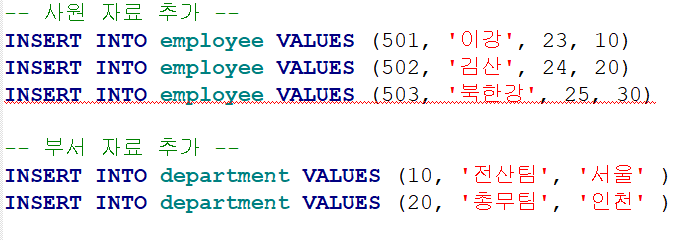 -- 사원 자료 추가 --
INSERT INTO employee VALUES (501, '이강', 23, 10)
INSERT INTO employee VALUES (502, '김산', 24, 20)
INSERT INTO employee VALUES (503, '북한강', 25, 30)
-- 부서 자료 추가 --
INSERT INTO department VALUES (10, '전산팀', '서울' )
INSERT INTO department VALUES (20, '총무팀', '인천' )